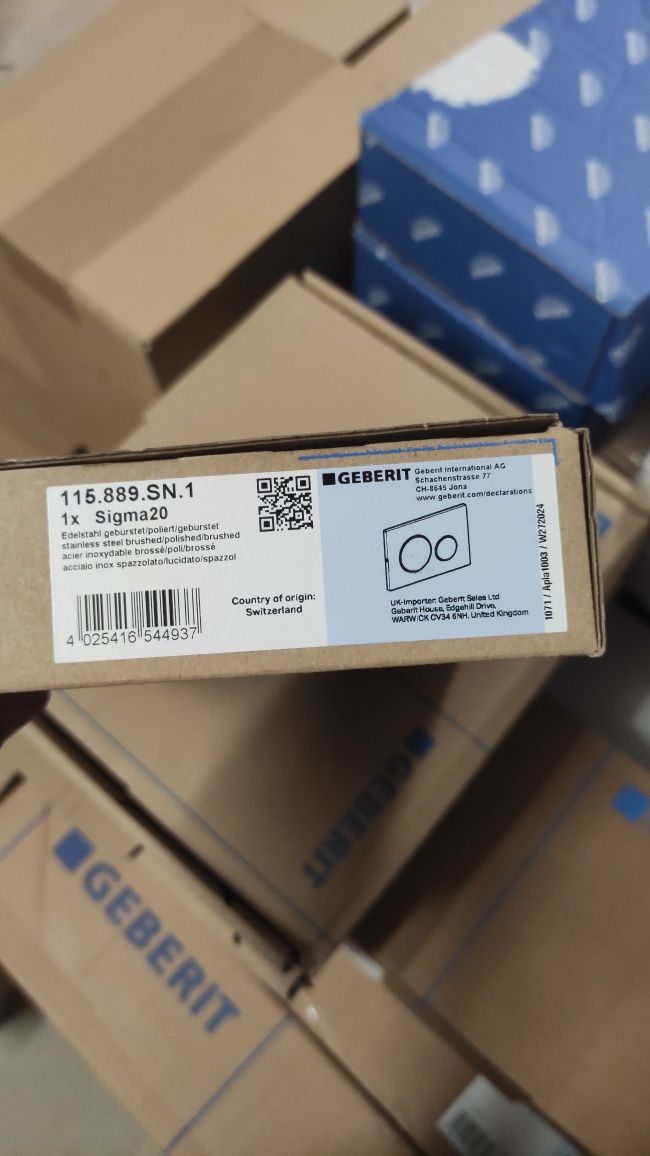 115.889.SN.1
1x Sigma20
Edelstahl gebürstet/poliert/gebürstet
stainless steel brushed/polished/brushed
acier inoxydable brossé/poli/brossé
acciaio inox spazzolato/lucidato/spazzol
4 025416 544937
Country of origin:
Switzerland
GEBERIT
Geberit International AG
Schachenstrasse 77
CH-8645 Jona
www.geberit.com/declarations
UK-Importer: Geberit Sales Ltd
Geberit House, Edgehill Drive,
WARWICK CV34 6NH, United Kingdom
1071 / Apla1003 / W272024
GEBERIT
GEBERIT